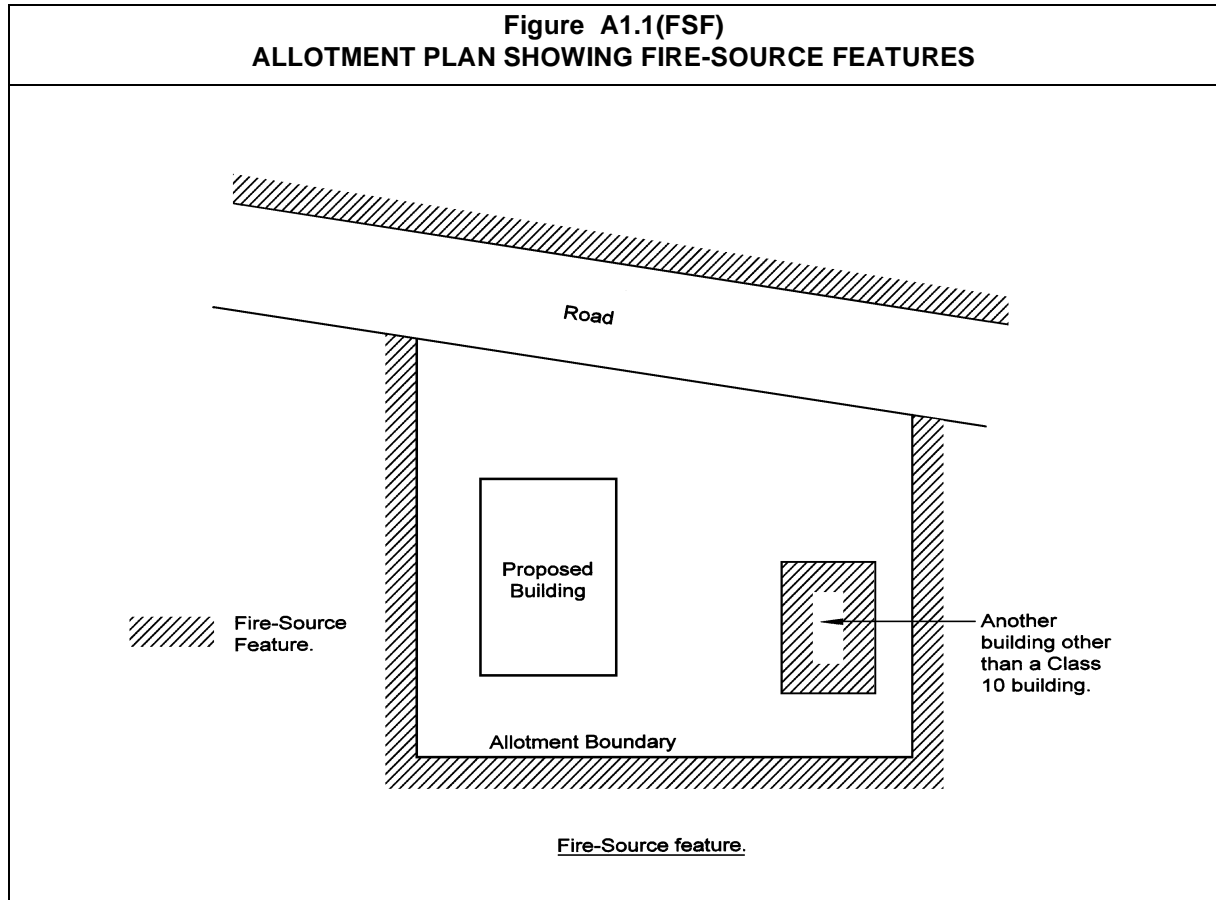 Figure A1.1(FSF)
ALLOTMENT PLAN SHOWING FIRE-SOURCE FEATURES
Road
Proposed
Building
Fire-Source
Feature.
Another
building other
than a Class
10 building.
Allotment Boundary
Fire-Source feature.